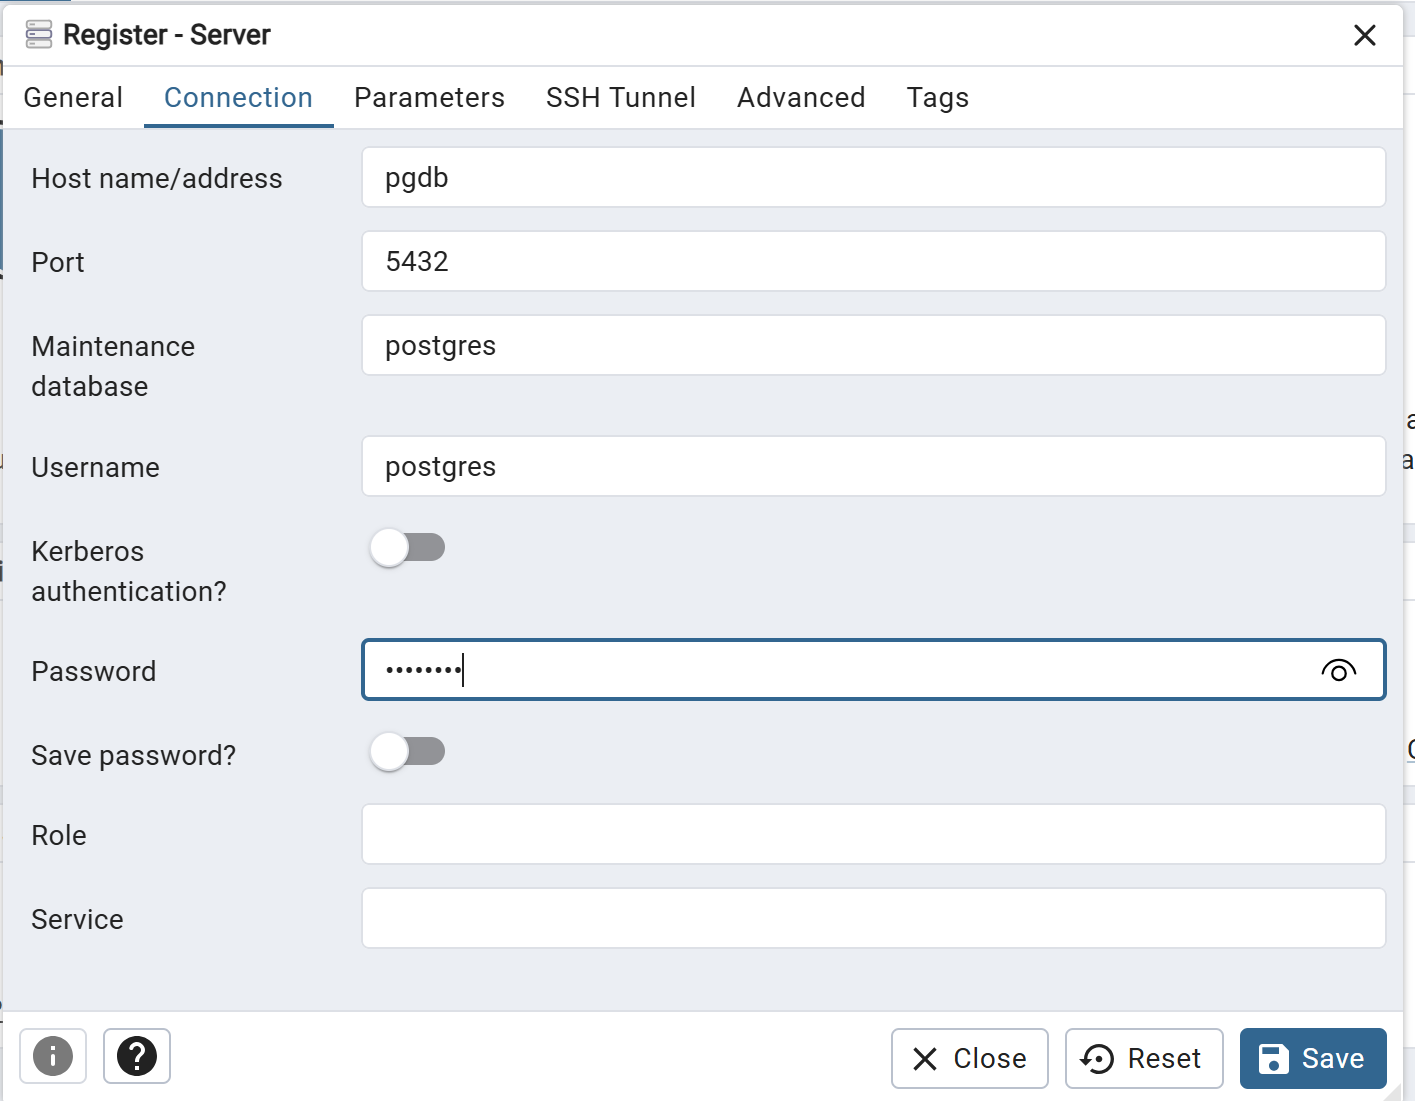 Register - Server
General Connection Parameters SSH Tunnel Advanced Tags
Host name/address pgdb
Port 5432
Maintenance database postgres
Username postgres
Kerberos authentication?
Password ••••••••
Save password?
Role
Service
Close Reset Save